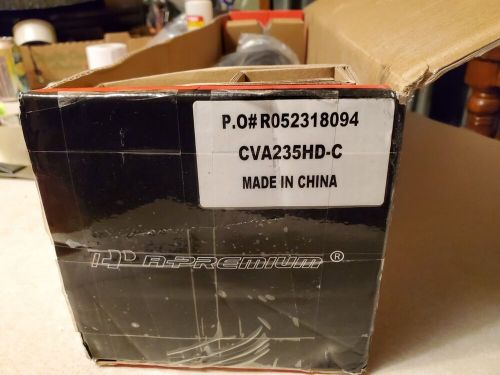 P.O# R052318094
CVA235HD-C
MADE IN CHINA
A-PREMIUM ®